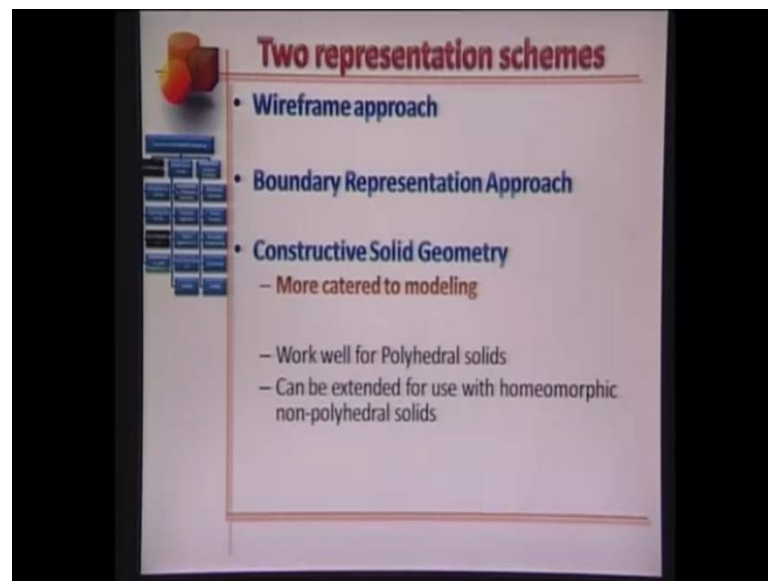 Two representation schemes
• Wireframe approach
• Boundary Representation Approach
• Constructive Solid Geometry
– More catered to modeling
– Work well for Polyhedral solids
– Can be extended for use with homeomorphic
non-polyhedral solids